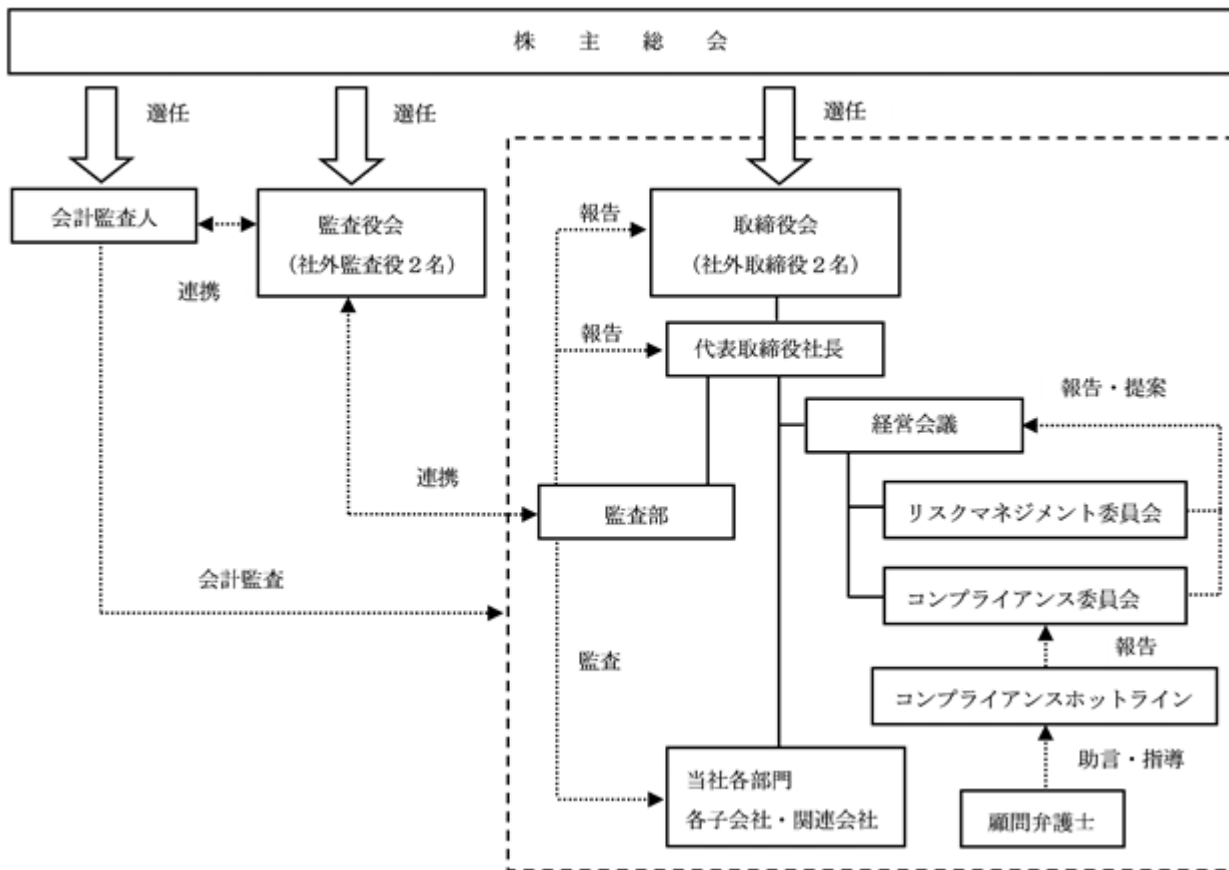 株主総会
選任
選任
選任
会計監査人
監査役会
（社外監査役２名）
報告
取締役会
（社外取締役２名）
連携
報告
代表取締役社長
報告・提案
経営会議
連携
監査部
リスクマネジメント委員会
会計監査
コンプライアンス委員会
監査
報告
コンプライアンスホットライン
助言・指導
当社各部門
各子会社・関連会社
顧問弁護士